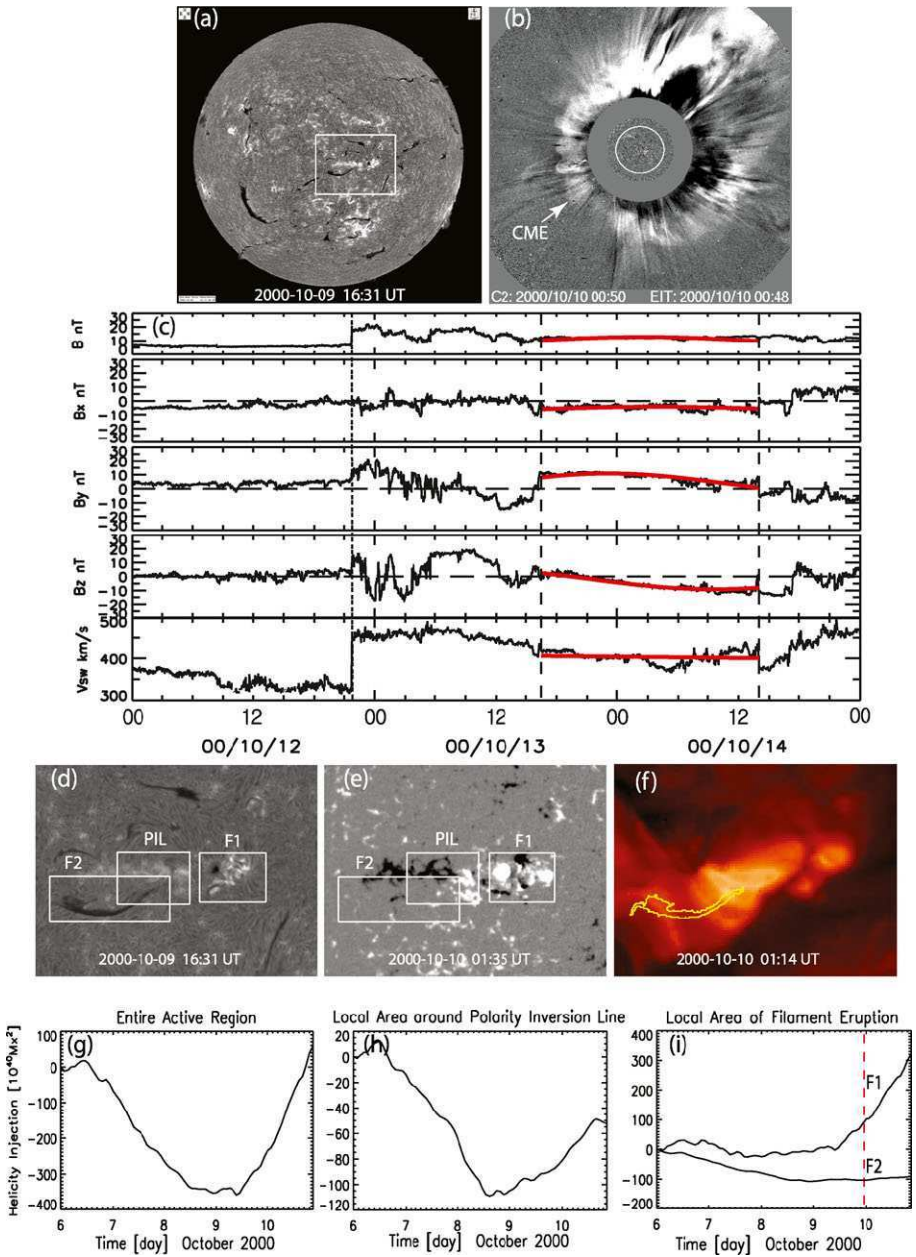 (a)
2000-10-09 16:31 UT
(b)
CME
C2: 2000/10/10 00:50 EIT: 2000/10/10 00:48
(c)
B nT
30
20
10
0
Bx nT
30
20
10
0
-10
-20
-30
By nT
30
20
10
0
-10
-20
-30
Bz nT
30
20
10
0
-10
-20
-30
Vsw km/s
500
400
300
00 12 00 12 00 12 00
00/10/12 00/10/13 00/10/14
(d)
F2 PIL F1
2000-10-09 16:31 UT
(e)
F2 PIL F1
2000-10-10 01:35 UT
(f)
2000-10-10 01:14 UT
Entire Active Region
(g)
Helicity Injection [10⁴⁰Mx²]
0
-100
-200
-300
-400
6 7 8 9 10
Time [day] October 2000
Local Area around Polarity Inversion Line
(h)
0
-20
-40
-60
-80
-100
-120
6 7 8 9 10
Time [day] October 2000
Local Area of Filament Eruption
(i)
400
300
200
100
0
-100
-200
F1
F2
6 7 8 9 10
Time [day] October 2000